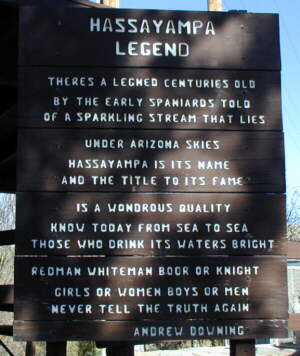 HASSAYAMPA
LEGEND
THERES A LEGNED CENTURIES OLD
BY THE EARLY SPANIARDS TOLD
OF A SPARKLING STREAM THAT LIES
UNDER ARIZONA SKIES
HASSAYAMPA IS ITS NAME
AND THE TITLE TO ITS FAME
IS A WONDROUS QUALITY
KNOW TODAY FROM SEA TO SEA
THOSE WHO DRINK ITS WATERS BRIGHT
REDMAN WHITEMAN BOOR OR KNIGHT
GIRLS OR WOMEN BOYS OR MEN
NEVER TELL THE TRUTH AGAIN
ANDREW DOWNING